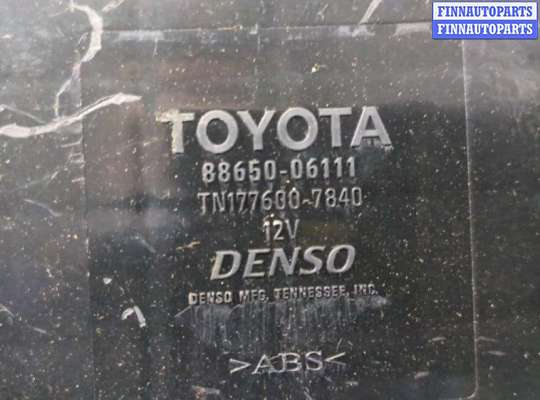 FINNAUTOPARTS
FINNAUTOPARTS
TOYOTA
88650-06111
TN177600-7840
12V
DENSO
DENSO MFG. TENNESSEE, INC.
>ABS<